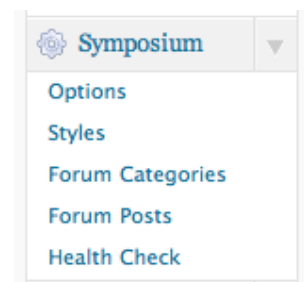 Symposium
Options
Styles
Forum Categories
Forum Posts
Health Check